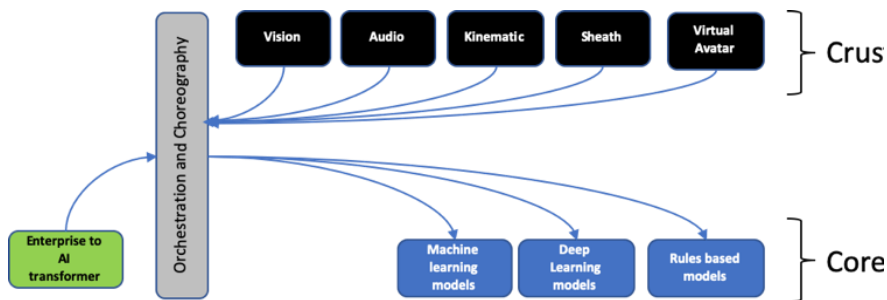 Vision
Audio
Kinematic
Sheath
Virtual
Avatar
Crust
Orchestration and Choreography
Enterprise to
AI
transformer
Machine
learning
models
Deep
Learning
models
Rules based
models
Core